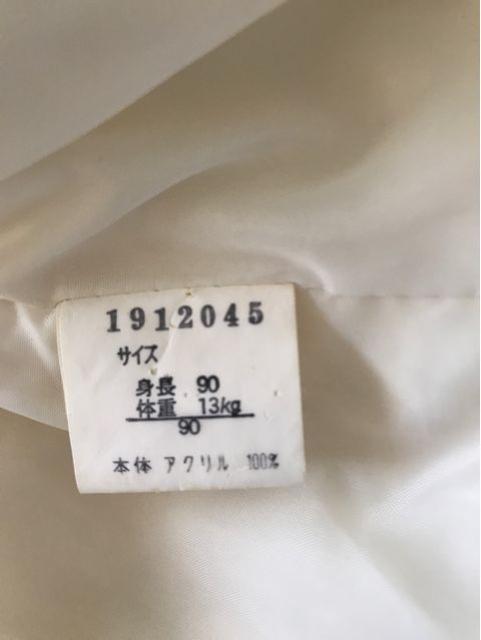 1912045
サイズ
身長 90
体重 13kg
90
本体 アクリル 100%